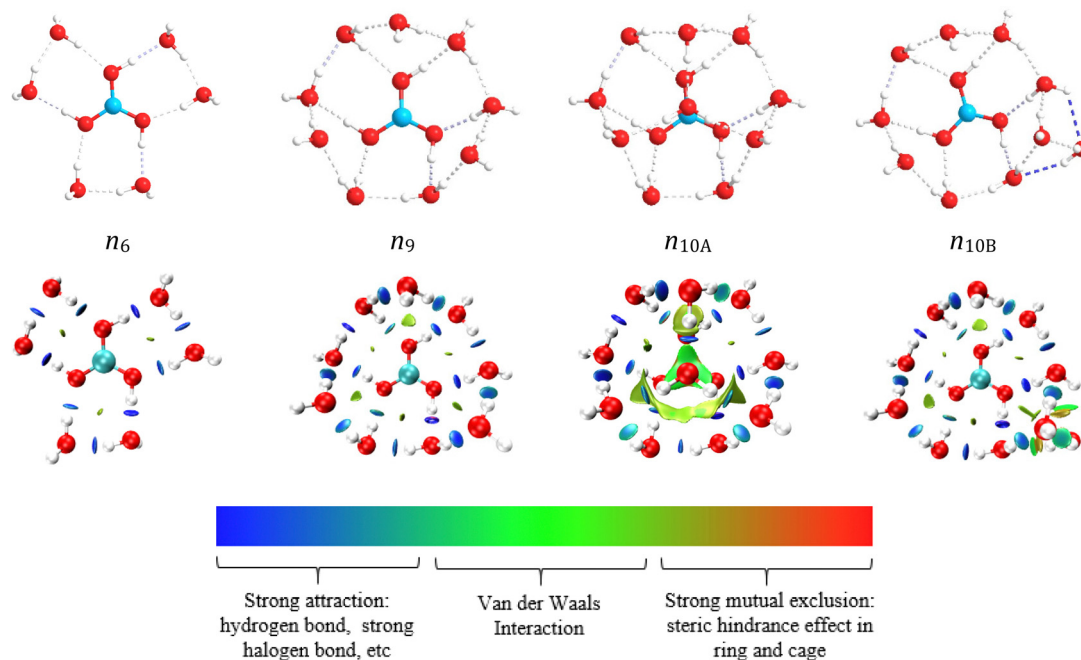 n₆ n₉ n₁₀A n₁₀B
Strong attraction:
hydrogen bond, strong
halogen bond, etc
Van der Waals
Interaction
Strong mutual exclusion:
steric hindrance effect in
ring and cage